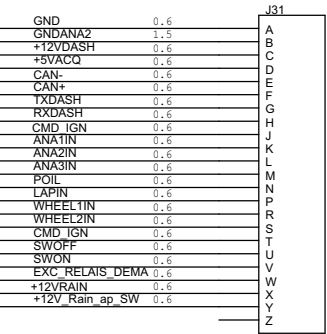 J31
GND 0.6 A
GNDANA2 1.5 B
+12VDASH 0.6 C
+5VACQ 0.6 D
CAN- 0.6 E
CAN+ 0.6 F
TXDASH 0.6 G
RXDASH 0.6 H
CMD_IGN 0.6 J
ANA1IN 0.6 K
ANA2IN 0.6 L
ANA3IN 0.6 M
POIL 0.6 N
LAPIN 0.6 P
WHEEL1IN 0.6 R
WHEEL2IN 0.6 S
CMD_IGN 0.6 T
SWOFF 0.6 U
SWON 0.6 V
EXC_RELAIS_DEMA 0.6 W
+12VRAIN 0.6 X
+12V_Rain_ap_SW 0.6 Y
Z